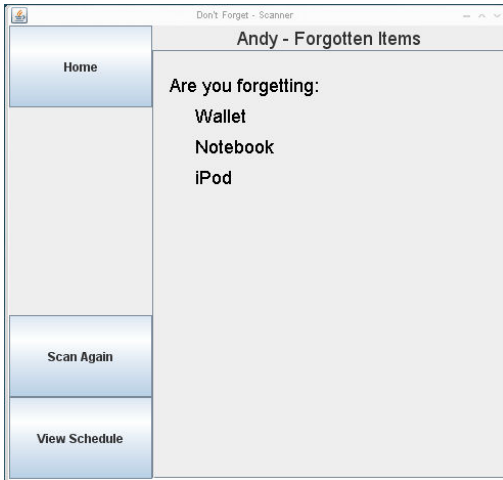 Don't Forget - Scanner
Andy - Forgotten Items
Home
Are you forgetting:
Wallet
Notebook
iPod
Scan Again
View Schedule